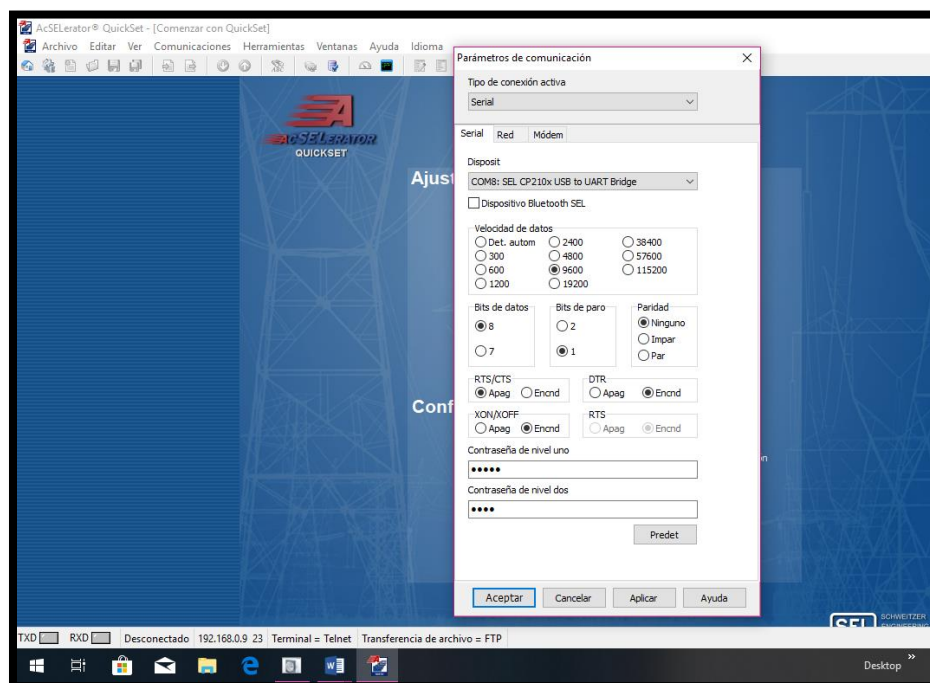 AcSELerator® QuickSet - [Comenzar con QuickSet]
Archivo Editar Ver Comunicaciones Herramientas Ventanas Ayuda Idioma
ACSELERATOR
QUICKSET
Ajust
Conf
Parámetros de comunicación
Tipo de conexión activa
Serial
Serial Red Módem
Disposit
COM8: SEL CP210x USB to UART Bridge
Dispositivo Bluetooth SEL
Velocidad de datos
Det. autom 2400 38400
300 4800 57600
600 9600 115200
1200 19200
Bits de datos Bits de paro Paridad
8 2 Ninguno
Impar
7 1 Par
RTS/CTS DTR
Apag Encnd Apag Encnd
XON/XOFF RTS
Apag Encnd Apag Encnd
Contraseña de nivel uno
•••••
Contraseña de nivel dos
••••
Predet
Aceptar Cancelar Aplicar Ayuda
SEL SCHWEITZER
TXD RXD Desconectado 192.168.0.9 23 Terminal = Telnet Transferencia de archivo = FTP
Desktop